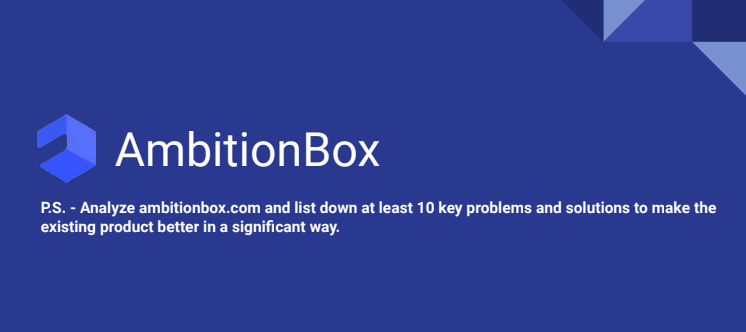 AmbitionBox
P.S. - Analyze ambitionbox.com and list down at least 10 key problems and solutions to make the
existing product better in a significant way.